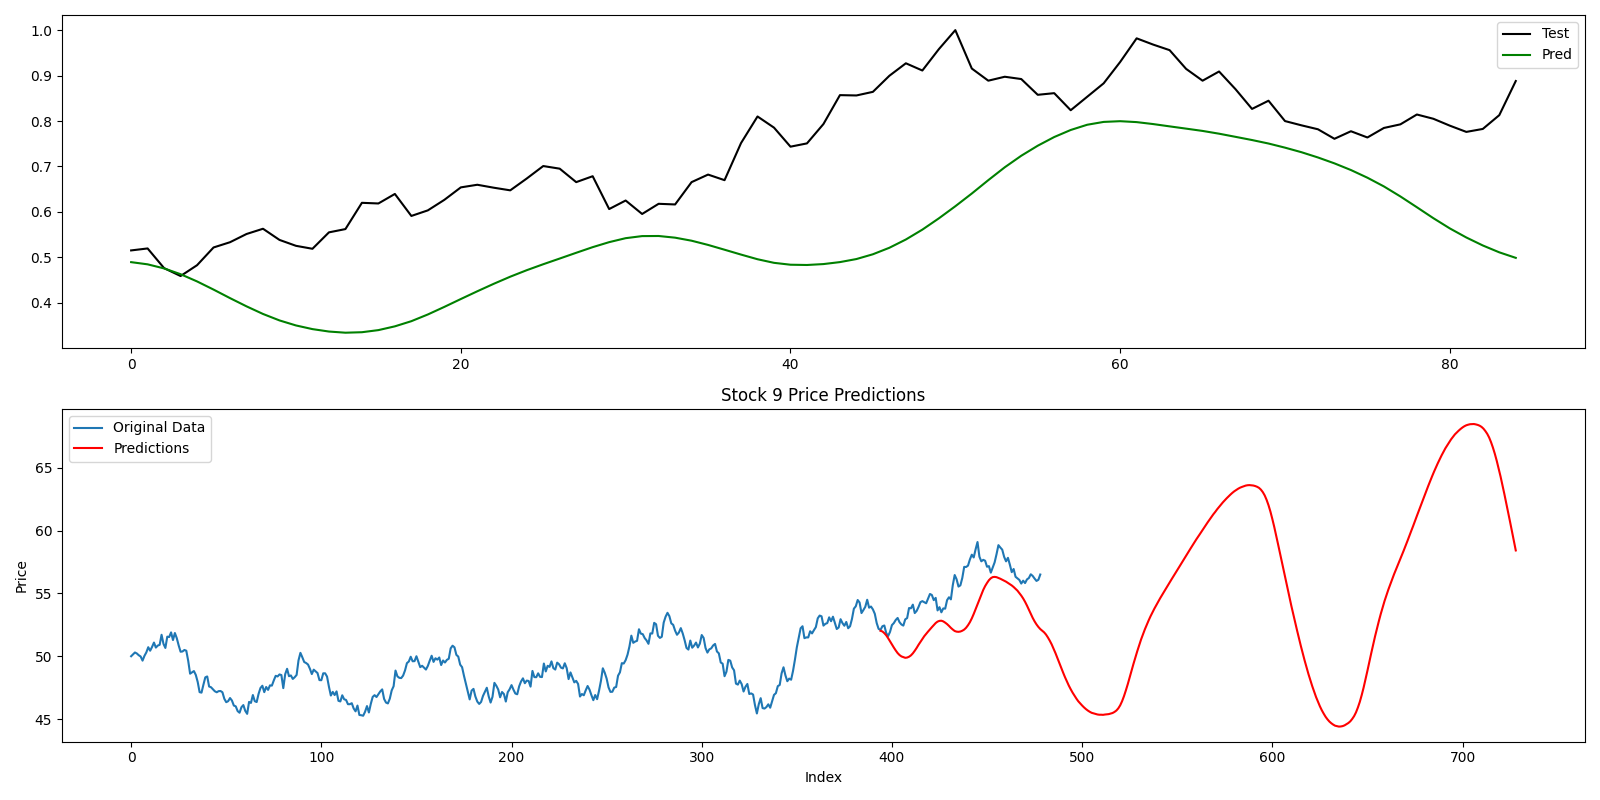 1.0
0.9
0.8
0.7
0.6
0.5
0.4
Test
Pred
0 20 40 60 80
Stock 9 Price Predictions
Original Data
Predictions
Price
65
60
55
50
45
0 100 200 300 400 500 600 700
Index